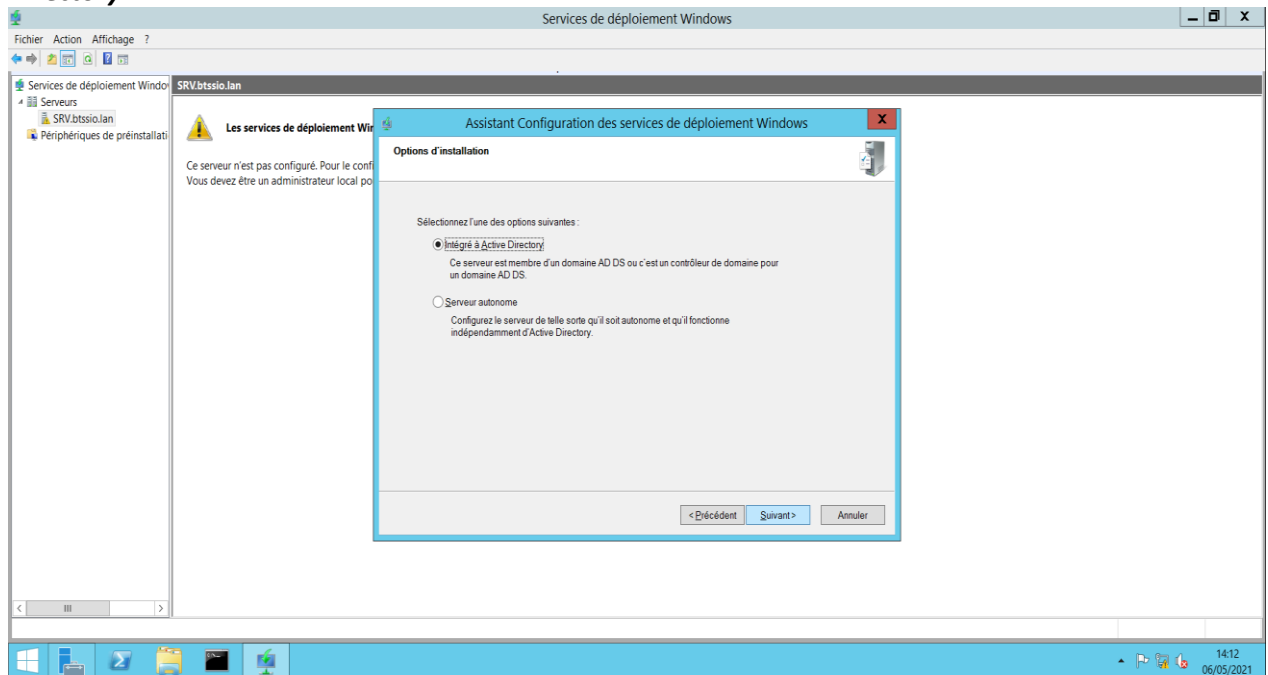 Services de déploiement Windows
Fichier Action Affichage ?
Services de déploiement Windo
SRV.btssio.lan
Serveurs
SRV.btssio.lan
Périphériques de préinstallati
Les services de déploiement Wir
Ce serveur n'est pas configuré. Pour le confi
Vous devez être un administrateur local po
Assistant Configuration des services de déploiement Windows
Options d'installation
Sélectionnez l'une des options suivantes :
Intégré à Active Directory
Ce serveur est membre d'un domaine AD DS ou c'est un contrôleur de domaine pour
un domaine AD DS.
Serveur autonome
Configurez le serveur de telle sorte qu'il soit autonome et qu'il fonctionne
indépendamment d'Active Directory.
< Précédent
Suivant >
Annuler
14:12
06/05/2021